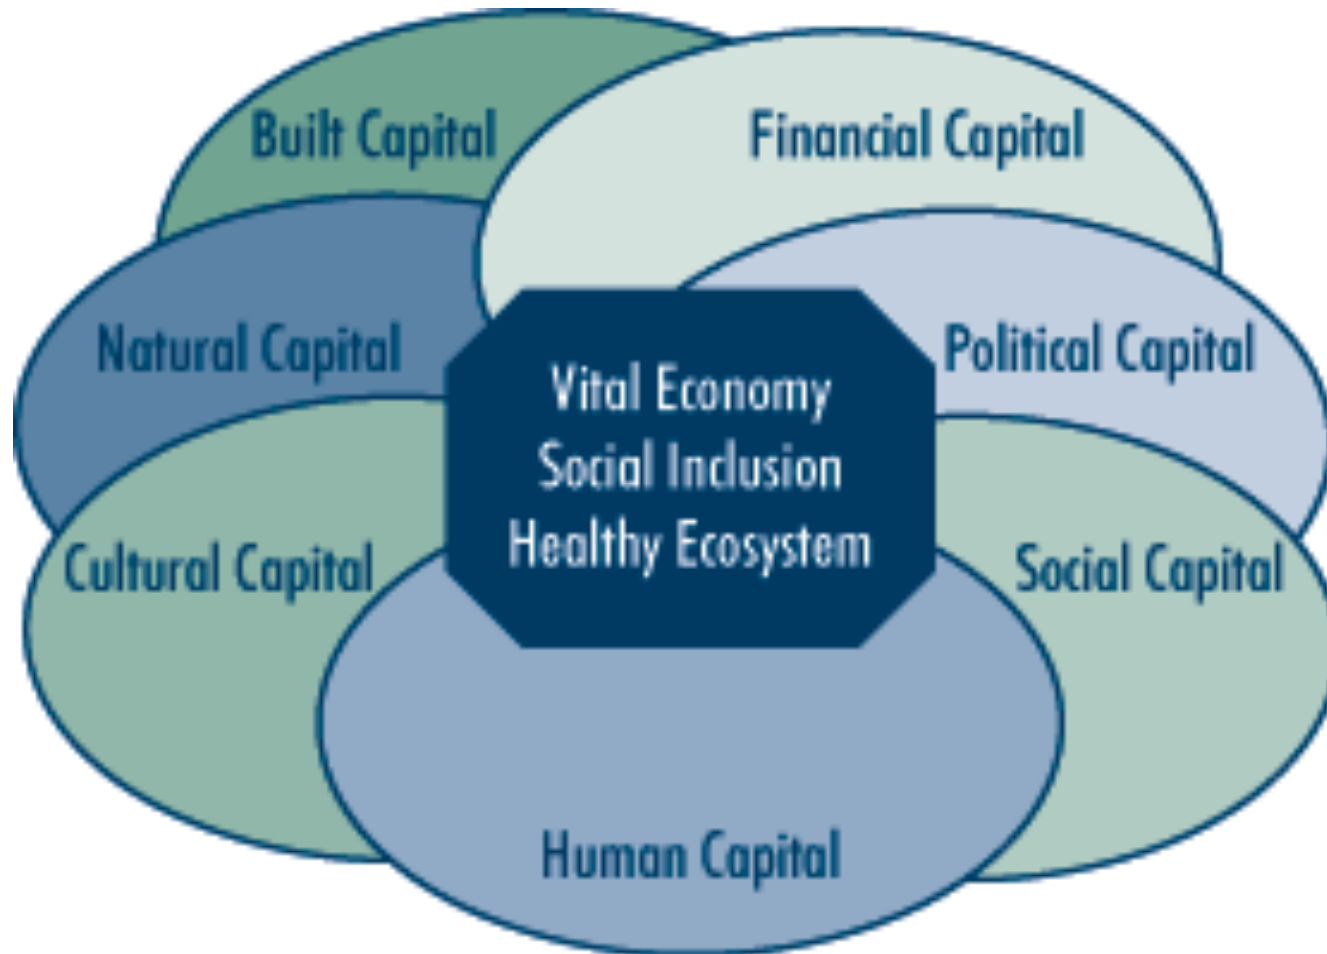 Built Capital
Financial Capital
Natural Capital
Political Capital
Vital Economy
Social Inclusion
Healthy Ecosystem
Cultural Capital
Social Capital
Human Capital